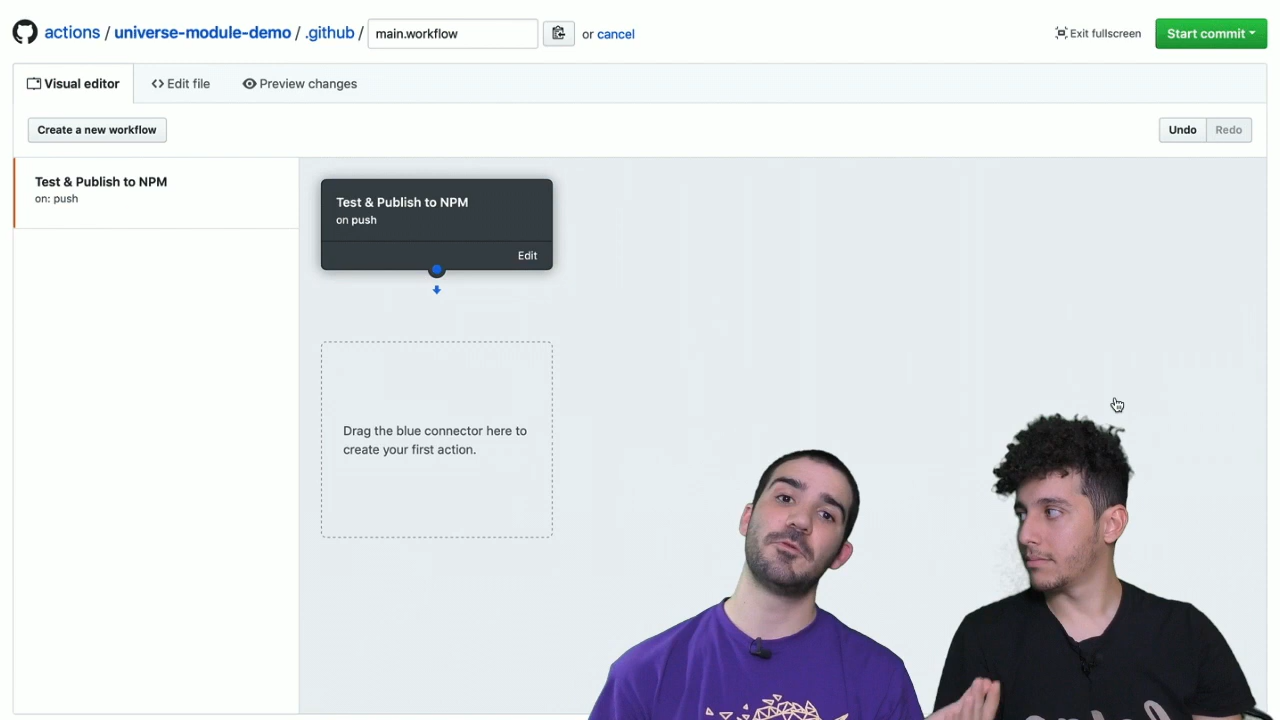 actions / universe-module-demo / .github / main.workflow or cancel
Exit fullscreen
Start commit
Visual editor
Edit file
Preview changes
Create a new workflow
Undo
Redo
Test & Publish to NPM
on: push
Test & Publish to NPM
on push
Edit
Drag the blue connector here to
create your first action.